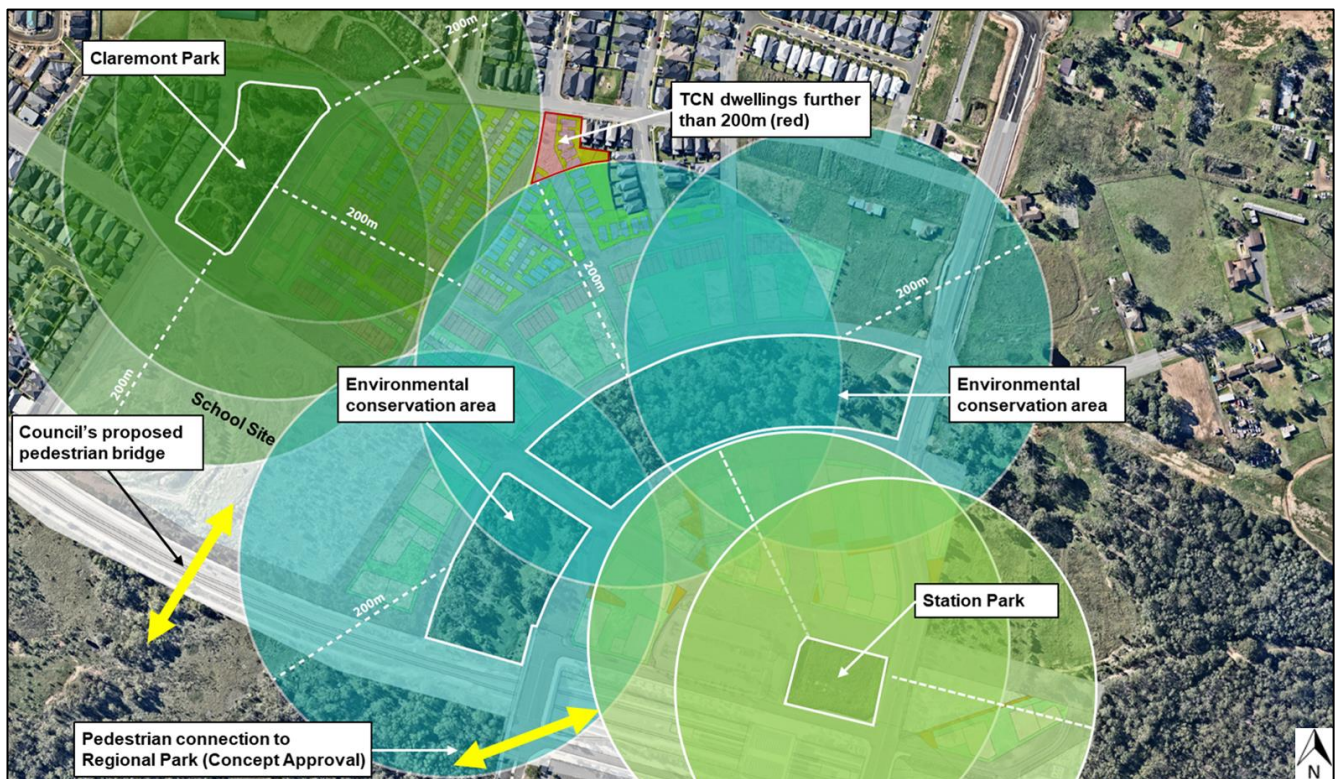 200m
Claremont Park
TCN dwellings further
than 200m (red)
200m
200m
200m
200m
Environmental
conservation area
Environmental
conservation area
School Site
Council's proposed
pedestrian bridge
200m
Station Park
Pedestrian connection to
Regional Park (Concept Approval)
N